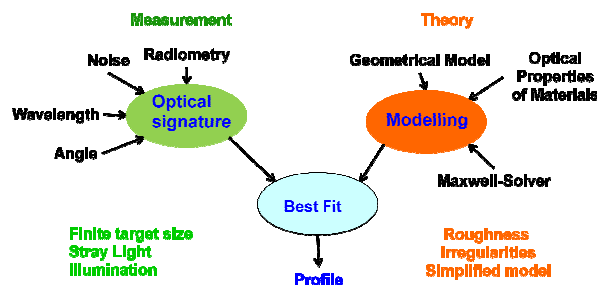 Measurement
Theory
Noise
Radiometry
Wavelength
Angle
Optical
signature
Geometrical Model
Optical
Properties
of Materials
Modelling
Maxwell-Solver
Best Fit
Profile
Finite target size
Stray Light
Illumination
Roughness
Irregularities
Simplified model